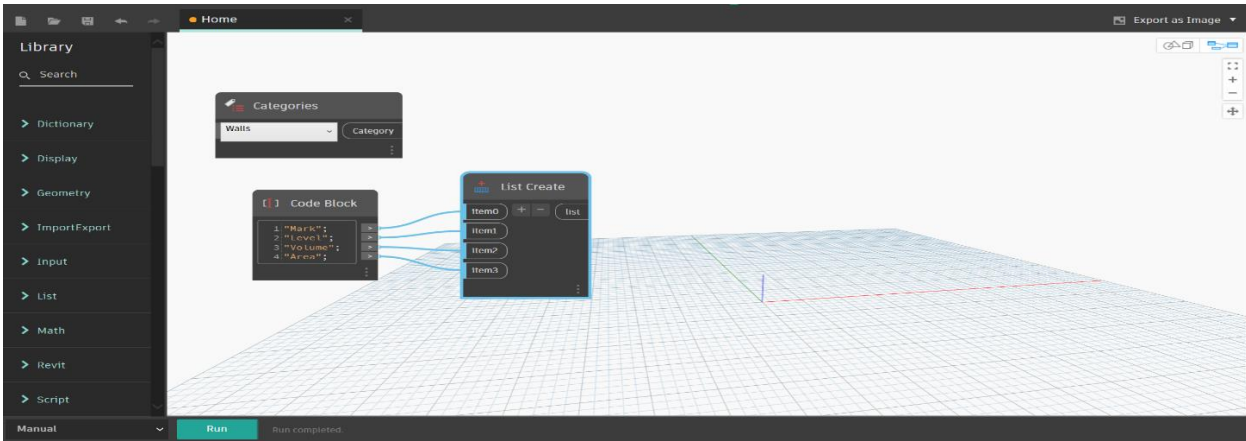 Home
Export as Image
Library
Search
Dictionary
Display
Geometry
ImportExport
Input
List
Math
Revit
Script
Categories
Walls
Category
Code Block
1 "Mark";
2 "Level";
3 "Volume";
4 "Area";
List Create
Item0 + - list
Item1
Item2
Item3
Manual
Run
Run completed.